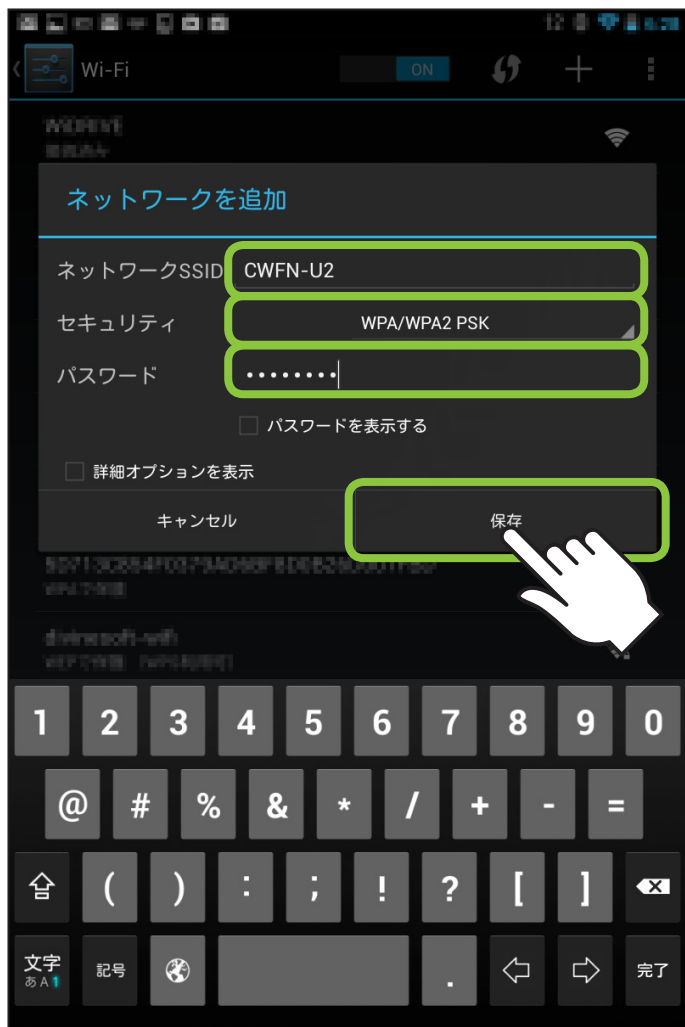 Wi-Fi ON
ネットワークを追加
ネットワークSSID CWFN-U2
セキュリティ WPA/WPA2 PSK
パスワード ••••••••
パスワードを表示する
詳細オプションを表示
キャンセル 保存
1 2 3 4 5 6 7 8 9 0
@ # % & * / + - =
( ) : ; ! ? [ ]
文字 記号 . 完了
あA1